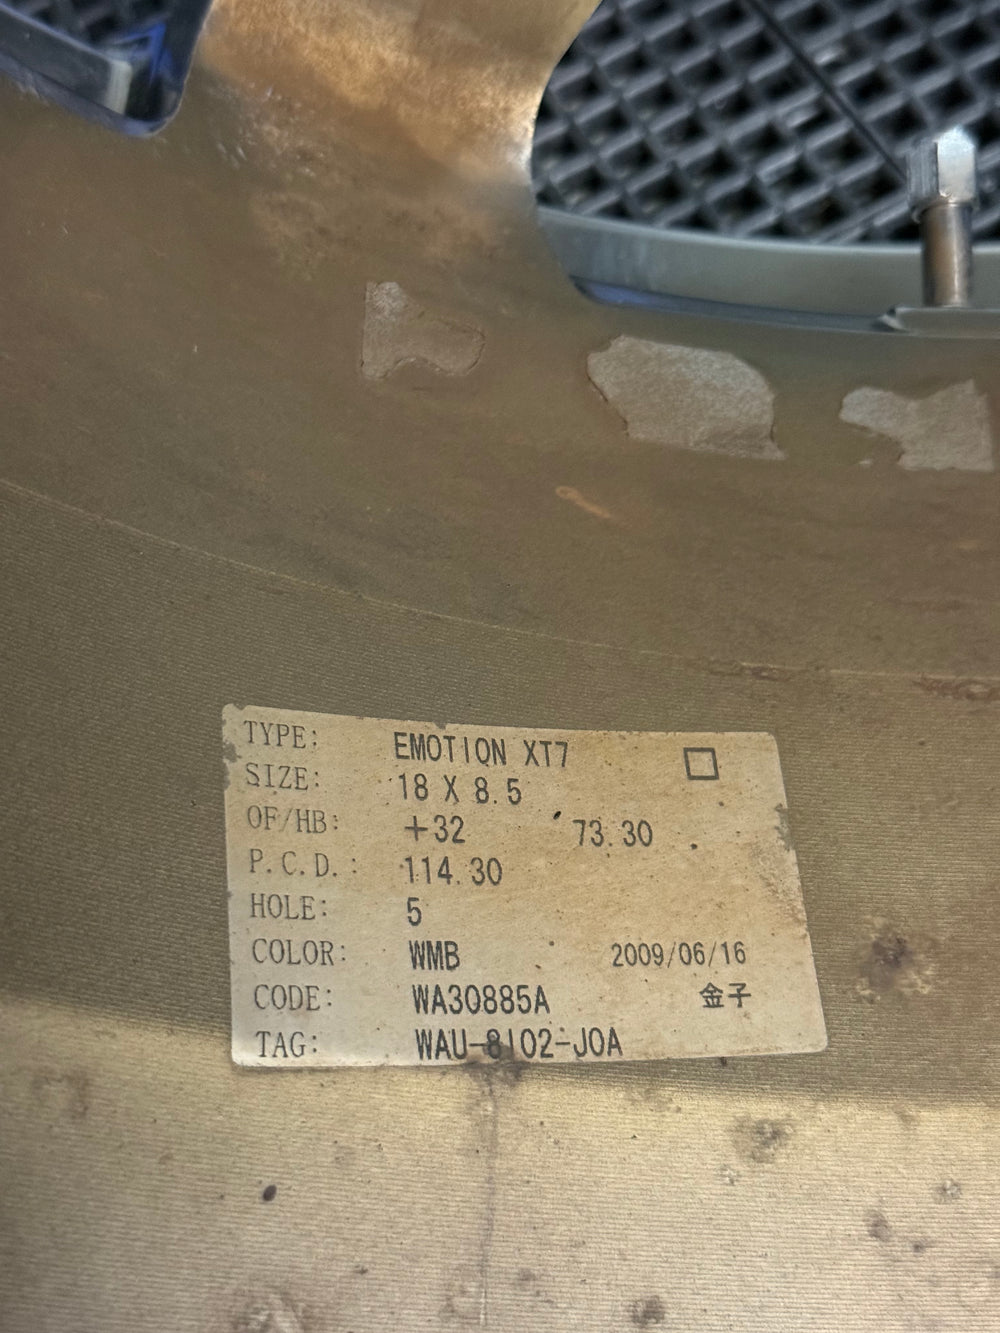 TYPE: EMOTION XT7
SIZE: 18 X 8.5
OF/HB: +32 73.30
P.C.D.: 114.30
HOLE: 5
COLOR: WMB 2009/06/16
CODE: WA30885A 金子
TAG: WAU-8102-J0A